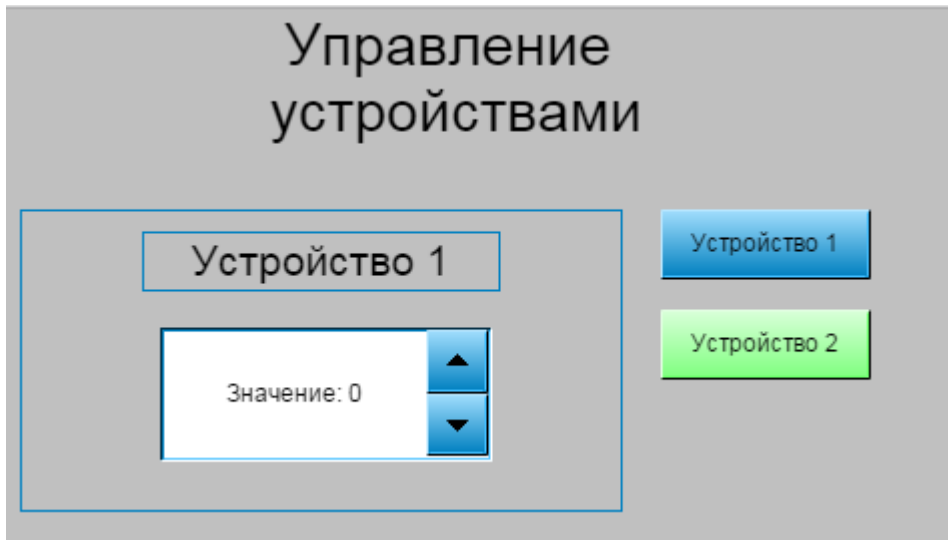 Управление
устройствами
Устройство 1
Значение: 0
Устройство 1
Устройство 2